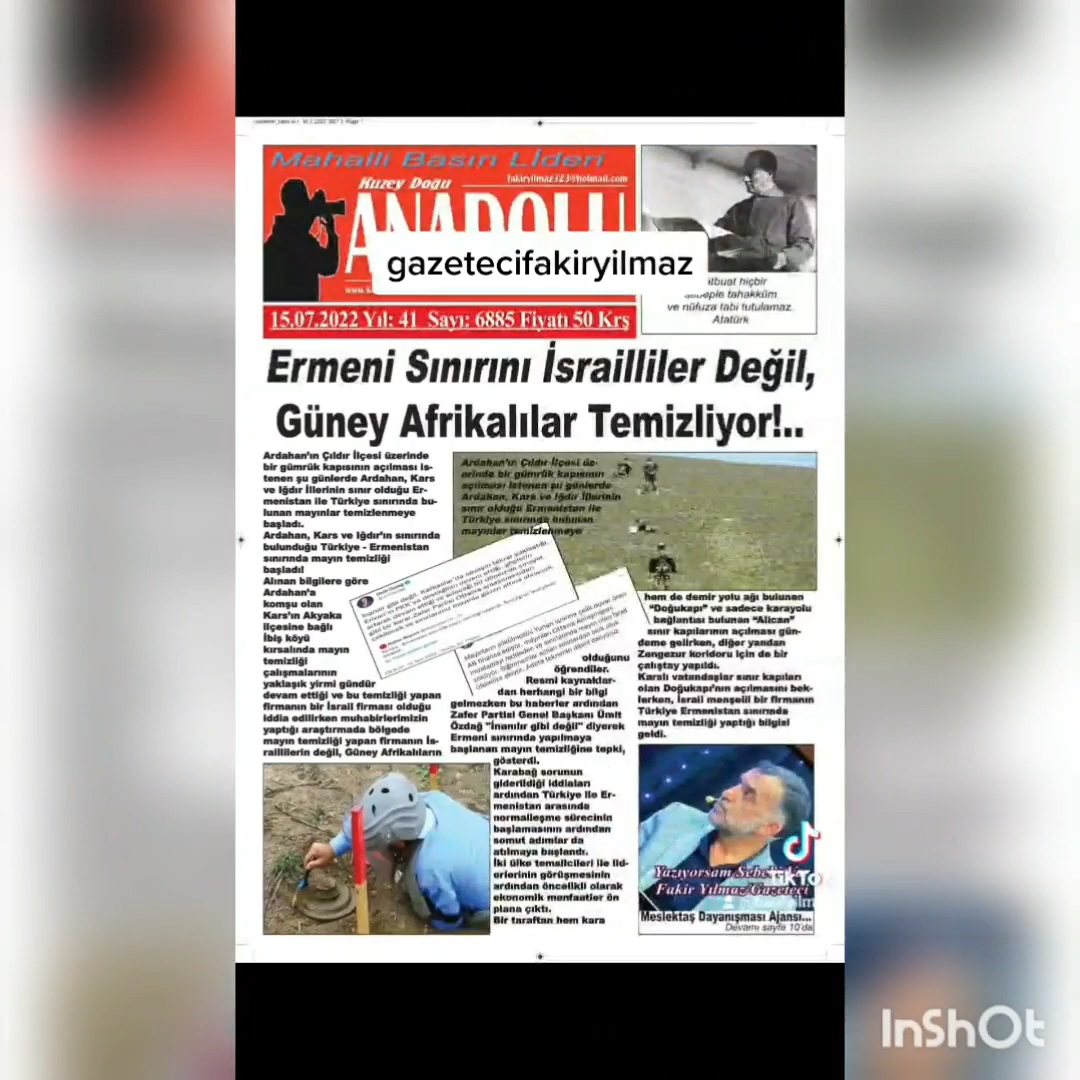 Mahalli Basın Lideri
fakiryilmaz323@hotmail.com
Kuzey Doğu
ANADOLU
gazetecifakiryilmaz
hiçbir
tahakküm
ve nüfuza tabi tutulamaz.
Atatürk
15.07.2022 Yıl: 41 Sayı: 6885 Fiyatı 50 Krş
Ermeni Sınırını İsrailliler Değil,
Güney Afrikalılar Temizliyor!..
Ardahan'ın Çıldır İlçesi üzerinde
bir gümrük kapısının açılması is-
tenen şu günlerde Ardahan, Kars
ve Iğdır İllerinin sınır olduğu Er-
menistan ile Türkiye sınırında bu-
lunan mayınlar temizlenmeye
başladı.
Ardahan, Kars ve Iğdır'ın sınırında
bulunduğu Türkiye - Ermenistan
sınırında mayın temizliği
başladı!
Alınan bilgilere göre
Ardahan'a
komşu olan
Kars'ın Akyaka
ilçesine bağlı
İbiş köyü
kırsalında mayın
temizliği
çalışmalarının
yaklaşık yirmi gündür
devam ettiği ve bu temizliği yapan
firmanın bir İsrail firması olduğu
iddia edilirken muhabirlerimizin
yaptığı araştırmada bölgede
mayın temizliği yapan firmanın İs-
raillilerin değil, Güney Afrikalıların
Ardahan'ın Çıldır İlçesi üz-
erinde bir gümrük kapısının
açılması istenen şu günlerde
Ardahan, Kars ve Iğdır İllerinin
sınır olduğu Ermenistan ile
Türkiye sınırında bulunan
mayınlar temizlenmeye
olduğunu
öğrendiler.
Resmi kaynaklar-
dan herhangi bir bilgi
gelmezken bu haberler ardından
Zafer Partisi Genel Başkanı Ümit
Özdağ "İnanılır gibi değil" diyerek
Ermeni sınırında yapılmaya
başlanan mayın temizliğine tepki,
gösterdi.
Karabağ sorunun
giderildiği iddiaları
ardından Türkiye ile Er-
menistan arasında
normalleşme sürecinin
başlamasının ardından
somut adımlar da
atılmaya başlandı.
İki ülke temsilcileri ile lid-
erlerinin görüşmesinin
ardından öncelikli olarak
ekonomik menfaatler ön
plana çıktı.
Bir taraftan hem kara
hem de demir yolu ağı bulunan
"Doğukapı" ve sadece karayolu
bağlantısı bulunan "Alican"
sınır kapılarının açılması gün-
deme gelirken, diğer yandan
Zengezur Koridoru için de bir
çalıştay yapıldı.
Karslı vatandaşlar sınır kapıları
olan Doğukapı'nın açılmasını bek-
lerken, İsrail menşeili bir firmanın
Türkiye Ermenistan sınırında
mayın temizliği yaptığı bilgisi
geldi.
Yazıyorsam Sebebi
Fakir Yılmaz/Gazeteci
TikTo
Meslektaş Dayanışması Ajansı...
Devamı sayfa 10'da
InShOt